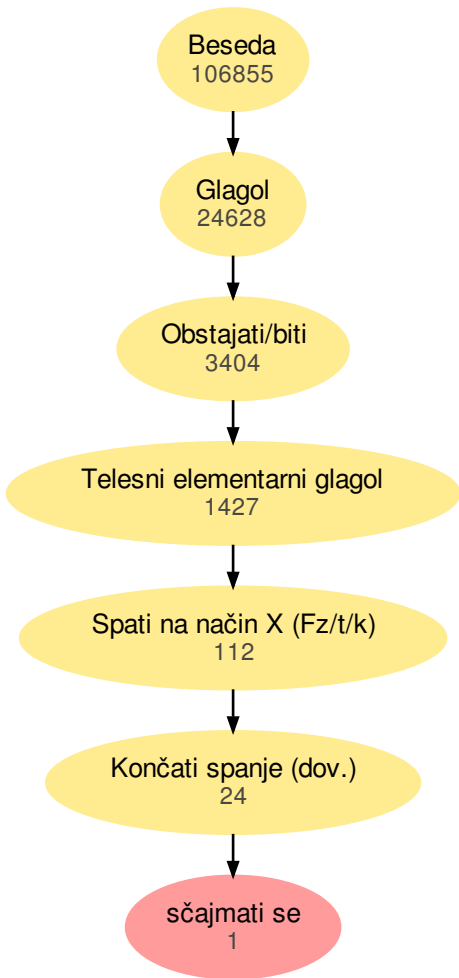 Beseda
106855
Glagol
24628
Obstajati/biti
3404
Telesni elementarni glagol
1427
Spati na način X (Fz/t/k)
112
Končati spanje (dov.)
24
sčajmati se
1